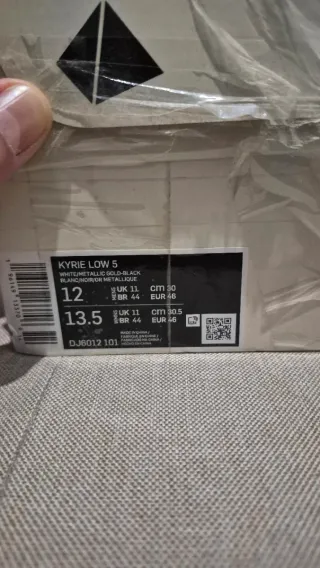 KYRIE LOW 5
WHITE/METALLIC GOLD-BLACK
BLANC/NOIR/OR METALLIQUE
12 UK 11 cm 30
BR 44 EUR 46
13.5 UK 11 cm 30.5
BR 44 EUR 46
DJ6012 101